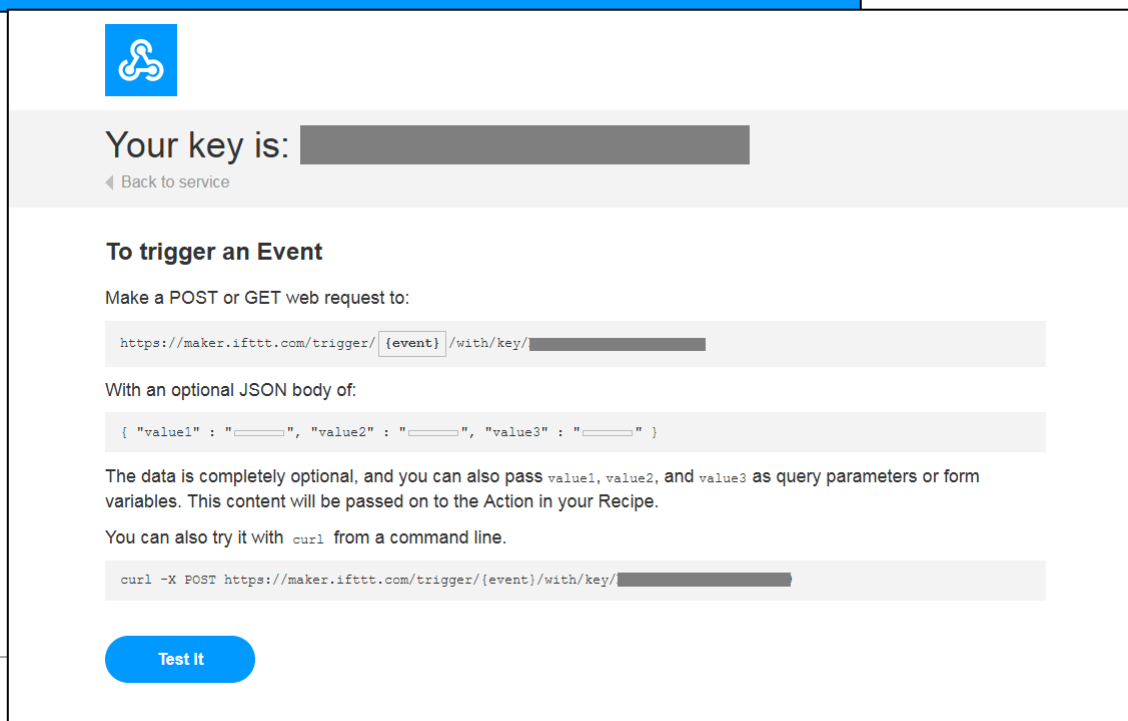 Your key is:
Back to service
To trigger an Event
Make a POST or GET web request to:
https://maker.ifttt.com/trigger/ {event} /with/key/
With an optional JSON body of:
{ "value1" : "", "value2" : "", "value3" : "" }
The data is completely optional, and you can also pass value1, value2, and value3 as query parameters or form
variables. This content will be passed on to the Action in your Recipe.
You can also try it with curl from a command line.
curl -X POST https://maker.ifttt.com/trigger/{event}/with/key/
Test It